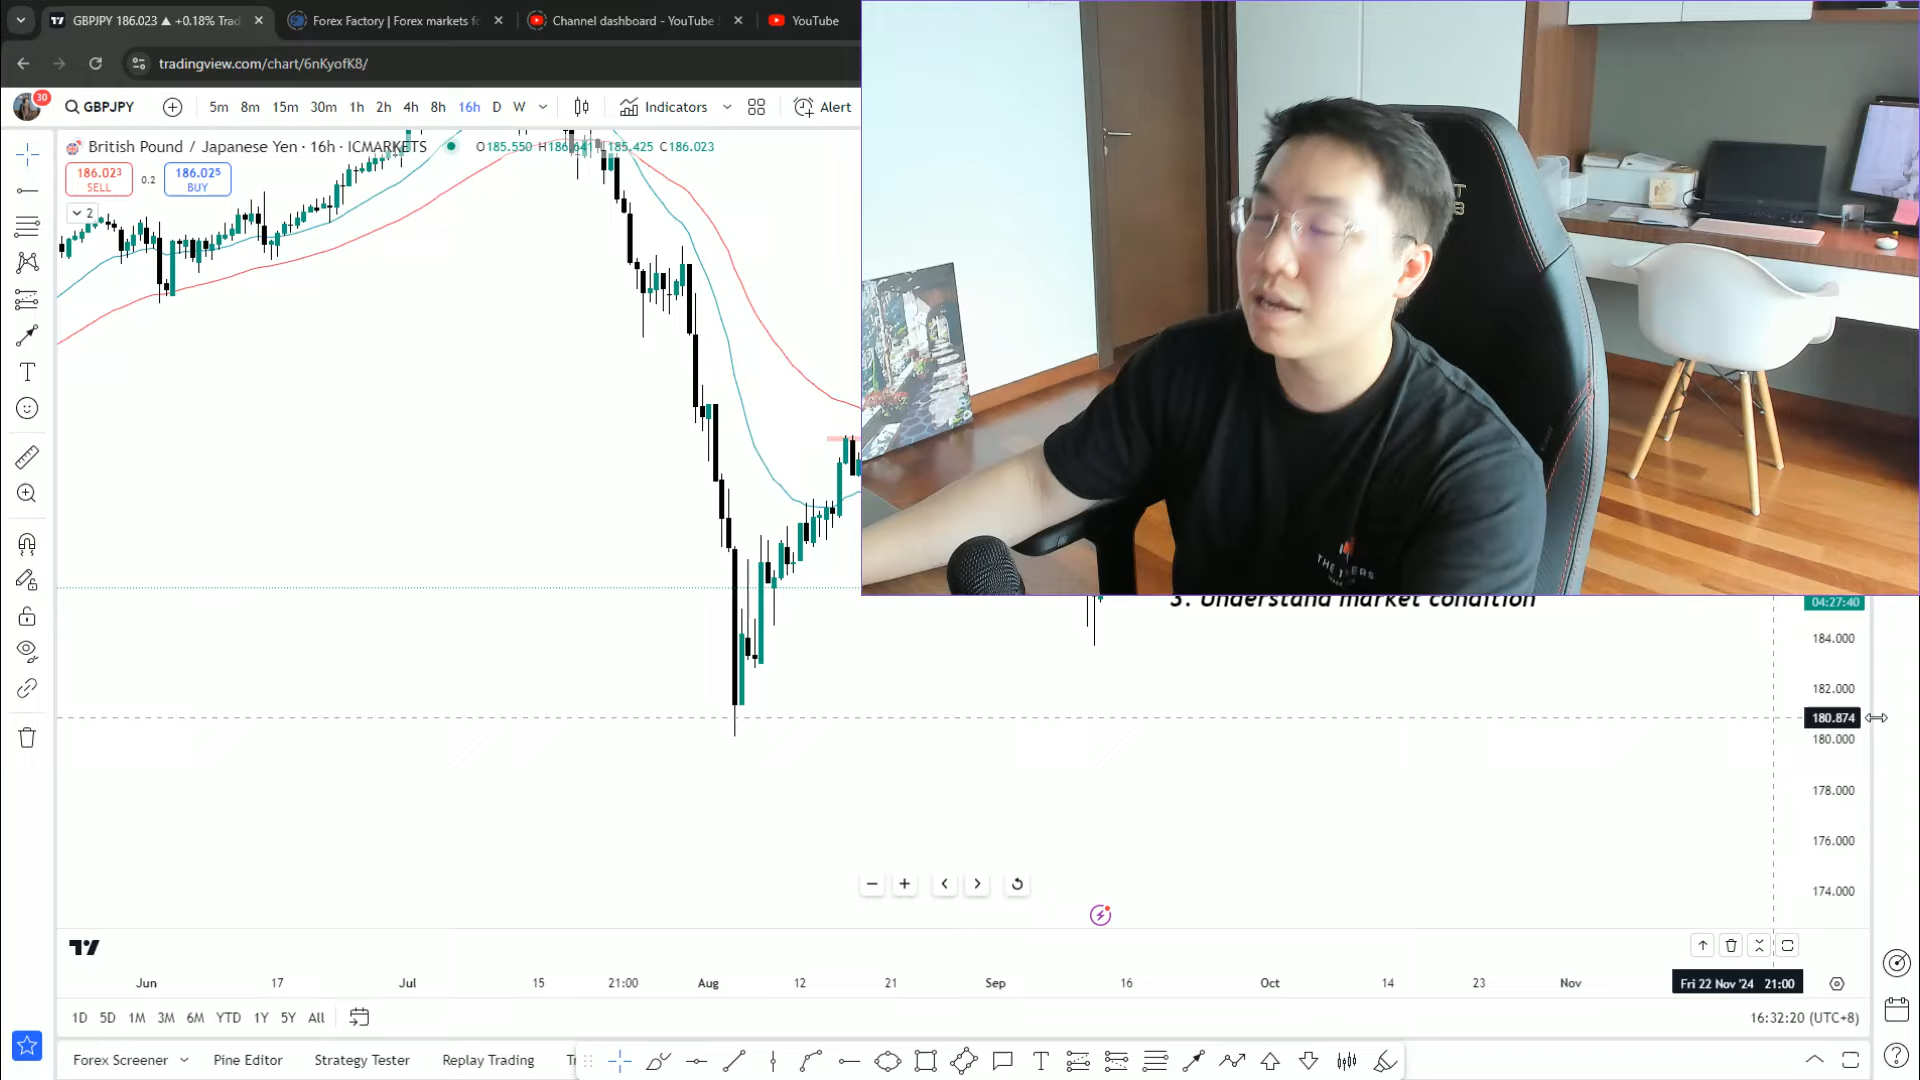 GBPJPY 186.023 ▲ +0.18% Trad
Forex Factory | Forex markets fo
Channel dashboard - YouTube
YouTube
tradingview.com/chart/6nKyofK8/
30
GBPJPY
5m 8m 15m 30m 1h 2h 4h 8h 16h D W
Indicators
Alert
British Pound / Japanese Yen · 16h · ICMARKETS
O185.550 H186.641 L185.425 C186.023
186.023
SELL
0.2
186.025
BUY
2
3. Understand market condition
04:27:40
184.000
182.000
180.874
180.000
178.000
176.000
174.000
Jun 17 Jul 15 21:00 Aug 12 21 Sep 16 Oct 14 23 Nov
Fri 22 Nov '24 21:00
1D 5D 1M 3M 6M YTD 1Y 5Y All
16:32:20 (UTC+8)
Forex Screener
Pine Editor
Strategy Tester
Replay Trading